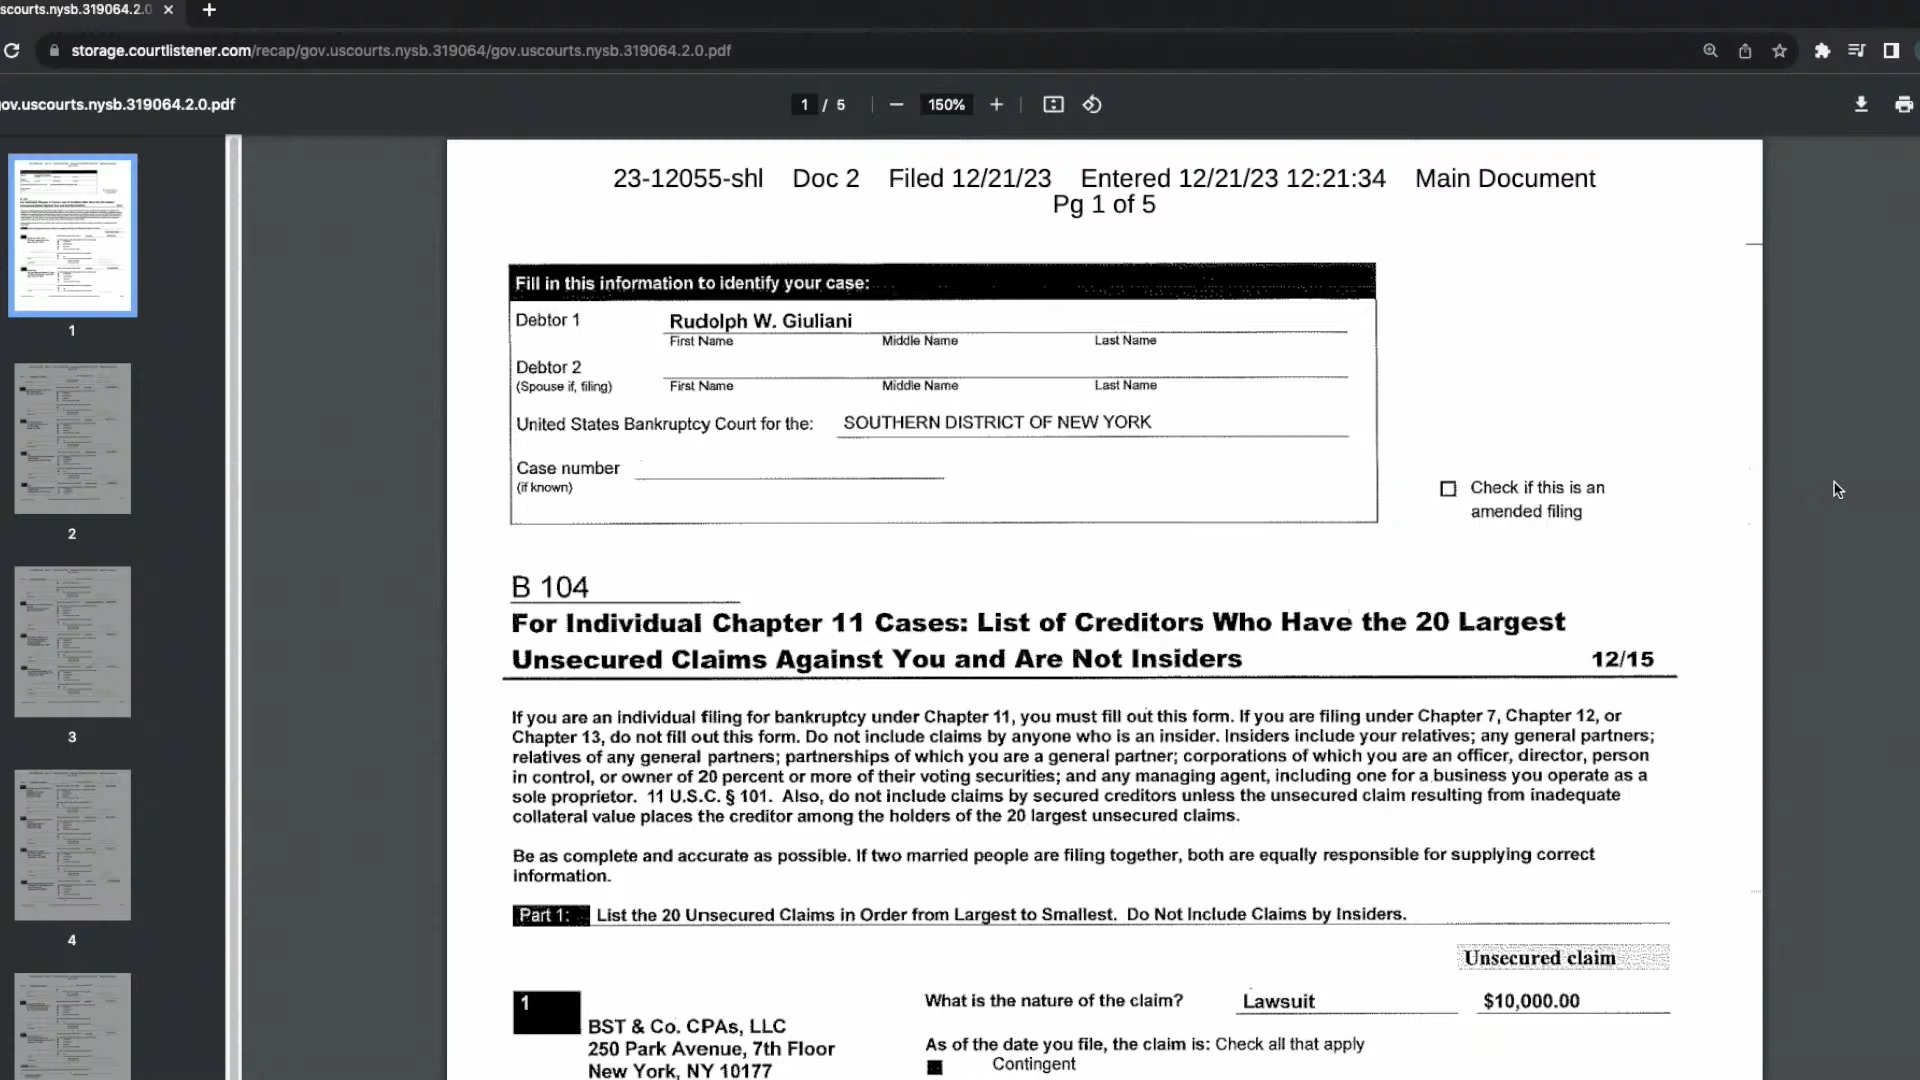 scourts.nysb.319064.2.0
storage.courtlistener.com/recap/gov.uscourts.nysb.319064/gov.uscourts.nysb.319064.2.0.pdf
ov.uscourts.nysb.319064.2.0.pdf
1 / 5
150%
23-12055-shl Doc 2 Filed 12/21/23 Entered 12/21/23 12:21:34 Main Document
Pg 1 of 5
Fill in this information to identify your case:
Debtor 1 Rudolph W. Giuliani
First Name Middle Name Last Name
Debtor 2
(Spouse if, filing) First Name Middle Name Last Name
United States Bankruptcy Court for the: SOUTHERN DISTRICT OF NEW YORK
Case number
(if known)
Check if this is an
amended filing
B 104
For Individual Chapter 11 Cases: List of Creditors Who Have the 20 Largest
Unsecured Claims Against You and Are Not Insiders 12/15
If you are an individual filing for bankruptcy under Chapter 11, you must fill out this form. If you are filing under Chapter 7, Chapter 12, or
Chapter 13, do not fill out this form. Do not include claims by anyone who is an insider. Insiders include your relatives; any general partners;
relatives of any general partners; partnerships of which you are a general partner; corporations of which you are an officer, director, person
in control, or owner of 20 percent or more of their voting securities; and any managing agent, including one for a business you operate as a
sole proprietor. 11 U.S.C. § 101. Also, do not include claims by secured creditors unless the unsecured claim resulting from inadequate
collateral value places the creditor among the holders of the 20 largest unsecured claims.
Be as complete and accurate as possible. If two married people are filing together, both are equally responsible for supplying correct
information.
Part 1: List the 20 Unsecured Claims in Order from Largest to Smallest. Do Not Include Claims by Insiders.
Unsecured claim
1
What is the nature of the claim? Lawsuit $10,000.00
BST & Co. CPAs, LLC
250 Park Avenue, 7th Floor
New York, NY 10177
As of the date you file, the claim is: Check all that apply
Contingent
1
2
3
4